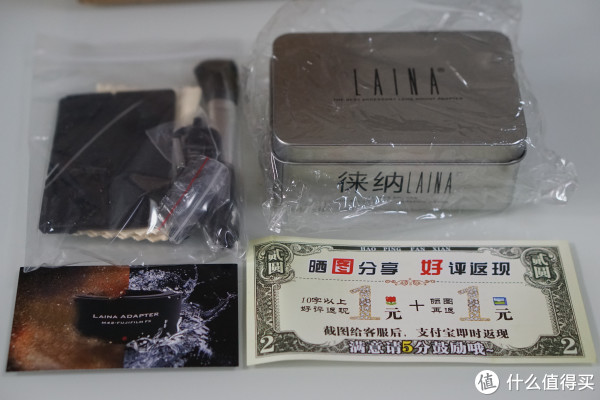 LAINA
徕纳LAINA
LAINA ADAPTER
M42-FUJIFILM FX
HAO PING FAN XIAN
贰圆
贰圆
晒图分享 好评返现
10字以上
好评返现
1元
+
晒图
再返
1元
截图给客服后，支付宝即时返现
满意请5分鼓励哦
2
2
值 什么值得买